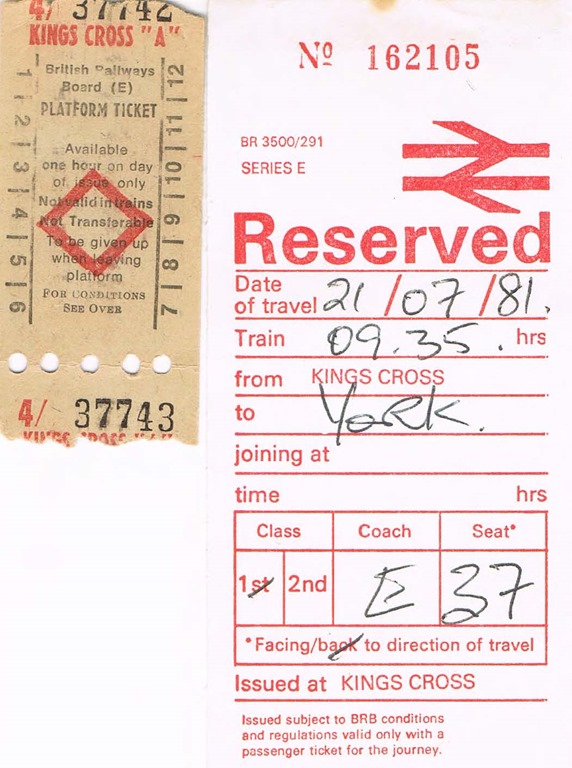 4/ 37742
KINGS CROSS "A"
British Railways
Board (E)
PLATFORM TICKET
Available
one hour on day
of issue only
Not valid in trains
Not Transferable
To be given up
when leaving
platform
FOR CONDITIONS
SEE OVER
1 2 3 4 5 6
7 8 9 10 11 12
4/ 37743
KINGS CROSS "A"
Nº 162105
BR 3500/291
SERIES E
Reserved
Date
of travel 21/07/81.
Train 09.35. hrs
from KINGS CROSS
to YORK.
joining at
time hrs
Class Coach Seat*
1st 2nd E 37
*Facing/back to direction of travel
Issued at KINGS CROSS
Issued subject to BRB conditions
and regulations valid only with a
passenger ticket for the journey.